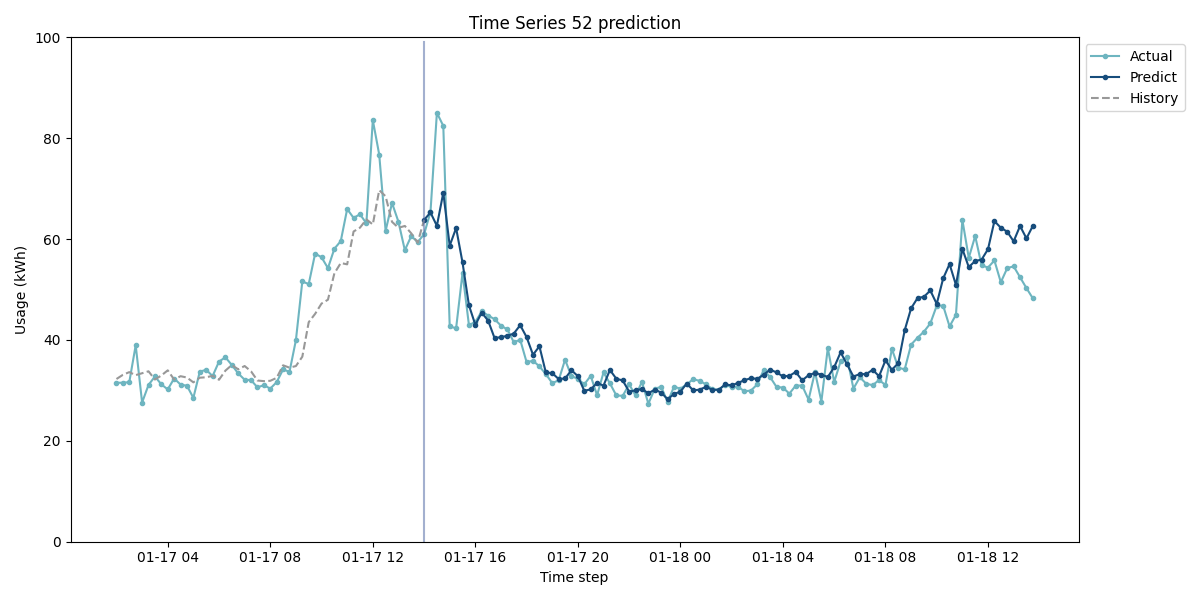 Time Series 52 prediction
100
80
60
40
20
0
Usage (kWh)
01-17 04
01-17 08
01-17 12
01-17 16
01-17 20
01-18 00
01-18 04
01-18 08
01-18 12
Time step
Actual
Predict
History